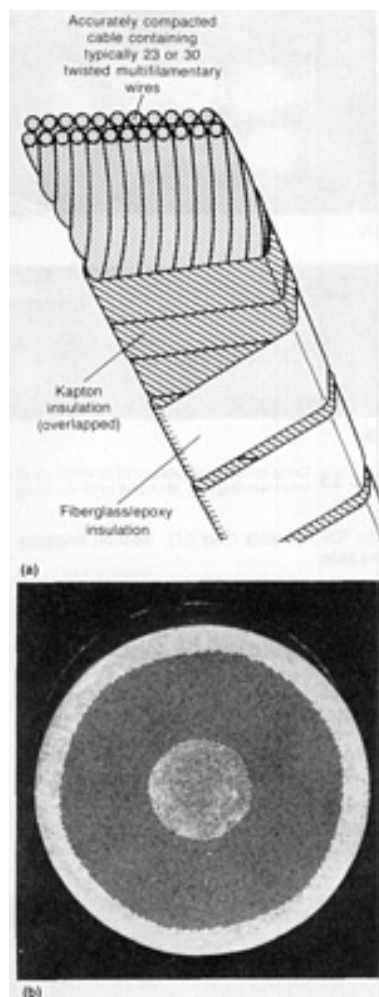 Accurately compacted
cable containing
typically 23 or 30
twisted multifilamentary
wires
Kapton
insulation
(overlapped)
Fiberglass/epoxy
insulation
(a)
(b)